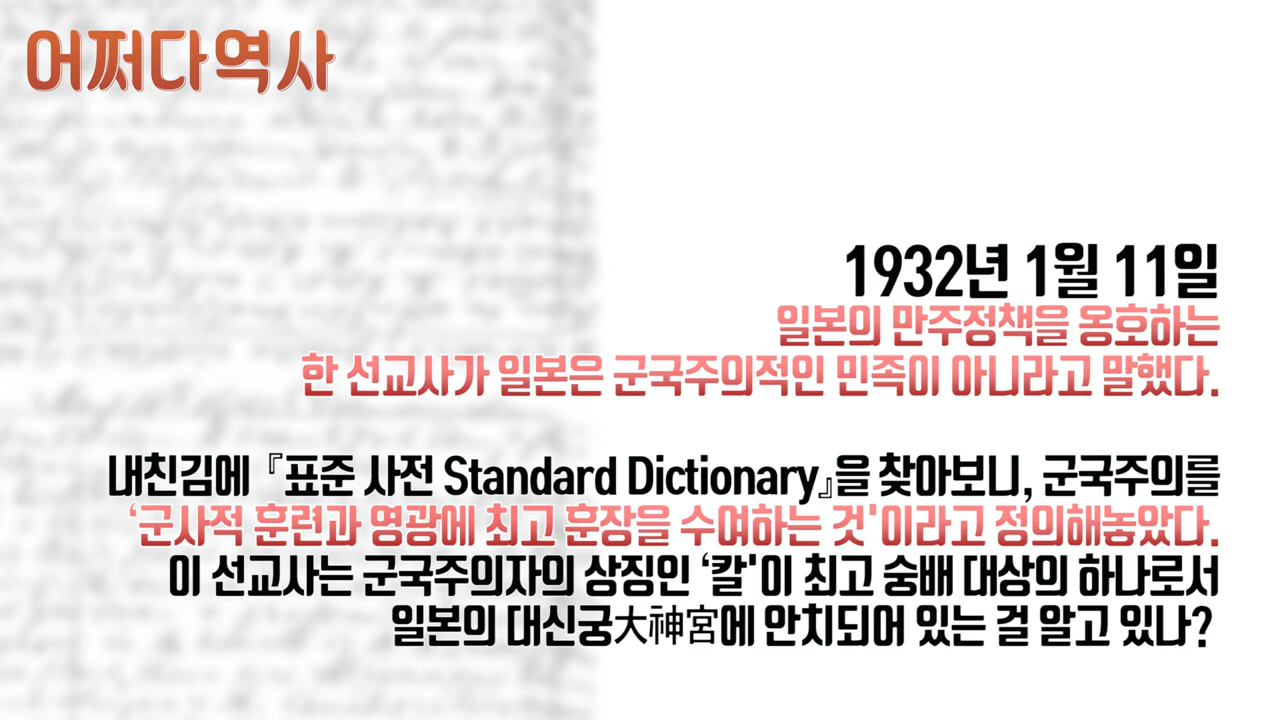 어쩌다역사
1932년 1월 11일
일본의 만주정책을 옹호하는
한 선교사가 일본은 군국주의적인 민족이 아니라고 말했다.
내친김에 『표준 사전 Standard Dictionary』을 찾아보니, 군국주의를
‘군사적 훈련과 영광에 최고 훈장을 수여하는 것'이라고 정의해놓았다.
이 선교사는 군국주의자의 상징인 ‘칼'이 최고 숭배 대상의 하나로서
일본의 대신궁大神宮에 안치되어 있는 걸 알고 있나?